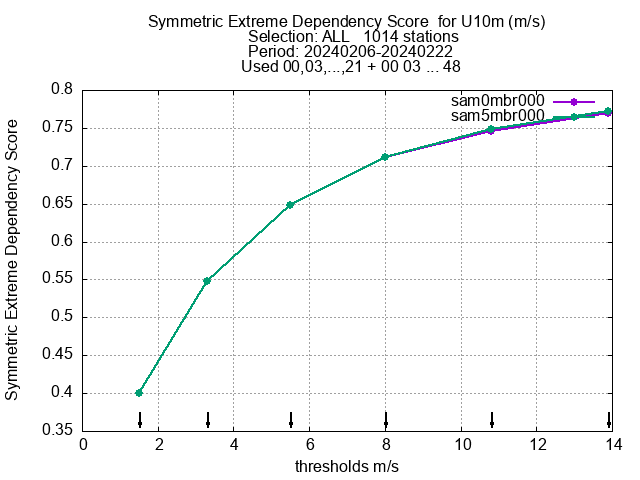 Symmetric Extreme Dependency Score  for U10m (m/s)
Selection: ALL   1014 stations
Period: 20240206-20240222
Used 00,03,...,21 + 00 03 ... 48
sam0mbr000
sam5mbr000
Symmetric Extreme Dependency Score
0.8
0.75
0.7
0.65
0.6
0.55
0.5
0.45
0.4
0.35
0 2 4 6 8 10 12 14
thresholds m/s